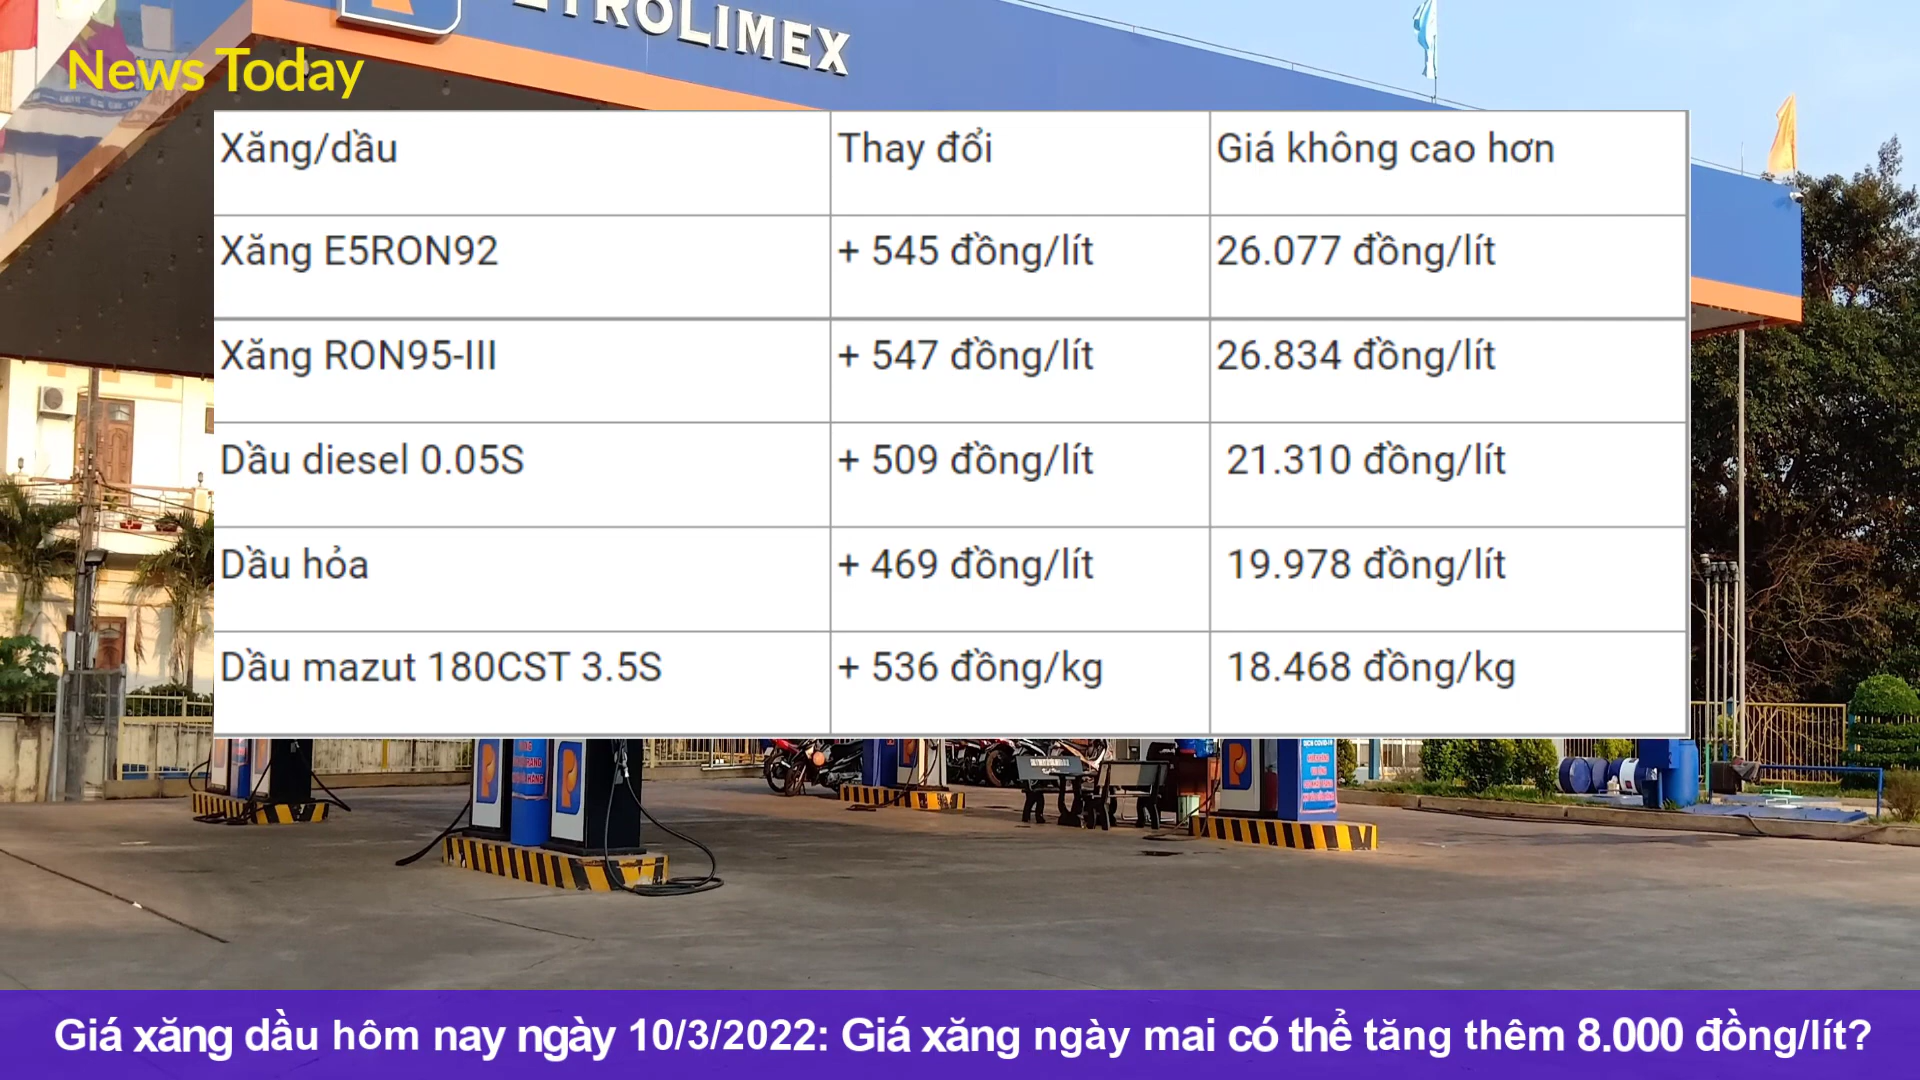 PETROLIMEX
News Today
Xăng/dầu Thay đổi Giá không cao hơn
Xăng E5RON92 + 545 đồng/lít 26.077 đồng/lít
Xăng RON95-III + 547 đồng/lít 26.834 đồng/lít
Dầu diesel 0.05S + 509 đồng/lít 21.310 đồng/lít
Dầu hỏa + 469 đồng/lít 19.978 đồng/lít
Dầu mazut 180CST 3.5S + 536 đồng/kg 18.468 đồng/kg
Giá xăng dầu hôm nay ngày 10/3/2022: Giá xăng ngày mai có thể tăng thêm 8.000 đồng/lít?